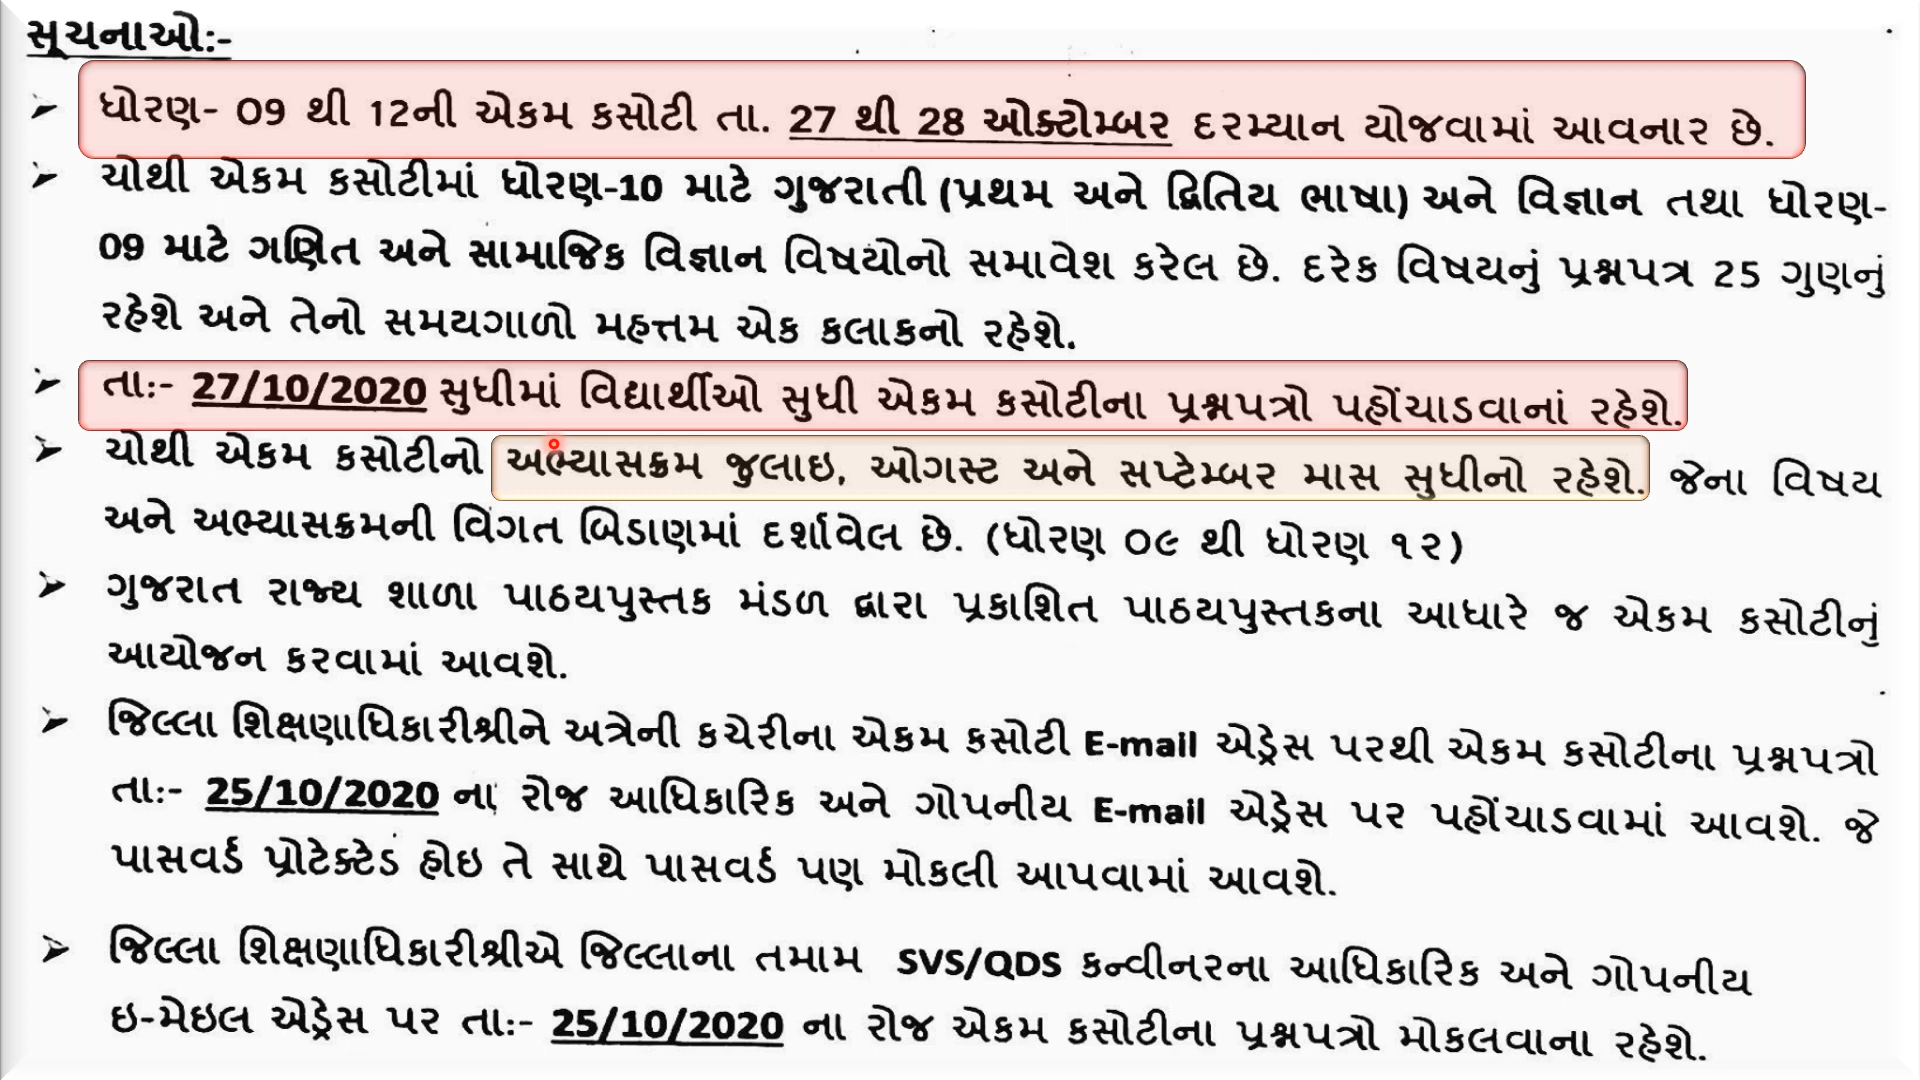 સૂચનાઓ:-
➤ ધોરણ- 09 થી 12ની એકમ કસોટી તા. 27 થી 28 ઓક્ટોમ્બર દરમ્યાન યોજવામાં આવનાર છે.
➤ ચોથી એકમ કસોટીમાં ધોરણ-10 માટે ગુજરાતી (પ્રથમ અને દ્વિતિય ભાષા) અને વિજ્ઞાન તથા ધોરણ-
09 માટે ગણિત અને સામાજિક વિજ્ઞાન વિષયોનો સમાવેશ કરેલ છે. દરેક વિષયનું પ્રશ્નપત્ર 25 ગુણનું
રહેશે અને તેનો સમયગાળો મહત્તમ એક કલાકનો રહેશે.
➤ તા:- 27/10/2020 સુધીમાં વિદ્યાર્થીઓ સુધી એકમ કસોટીના પ્રશ્નપત્રો પહોંચાડવાનાં રહેશે.
➤ ચોથી એકમ કસોટીનો અભ્યાસક્રમ જુલાઇ, ઓગસ્ટ અને સપ્ટેમ્બર માસ સુધીનો રહેશે. જેના વિષય
અને અભ્યાસક્રમની વિગત બિડાણમાં દર્શાવેલ છે. (ધોરણ ૦૯ થી ધોરણ ૧૨)
➤ ગુજરાત રાજ્ય શાળા પાઠયપુસ્તક મંડળ દ્વારા પ્રકાશિત પાઠયપુસ્તકના આધારે જ એકમ કસોટીનું
આયોજન કરવામાં આવશે.
➤ જિલ્લા શિક્ષણાધિકારીશ્રીને અત્રેની કચેરીના એકમ કસોટી E-mail એડ્રેસ પરથી એકમ કસોટીના પ્રશ્નપત્રો
તા:- 25/10/2020 ના રોજ આધિકારિક અને ગોપનીય E-mail એડ્રેસ પર પહોંચાડવામાં આવશે. જે
પાસવર્ડ પ્રોટેક્ટેડ હોઇ તે સાથે પાસવર્ડ પણ મોકલી આપવામાં આવશે.
➤ જિલ્લા શિક્ષણાધિકારીશ્રીએ જિલ્લાના તમામ SVS/QDS કન્વીનરના આધિકારિક અને ગોપનીય
ઇ-મેઇલ એડ્રેસ પર તા:- 25/10/2020 ના રોજ એકમ કસોટીના પ્રશ્નપત્રો મોકલવાના રહેશે.